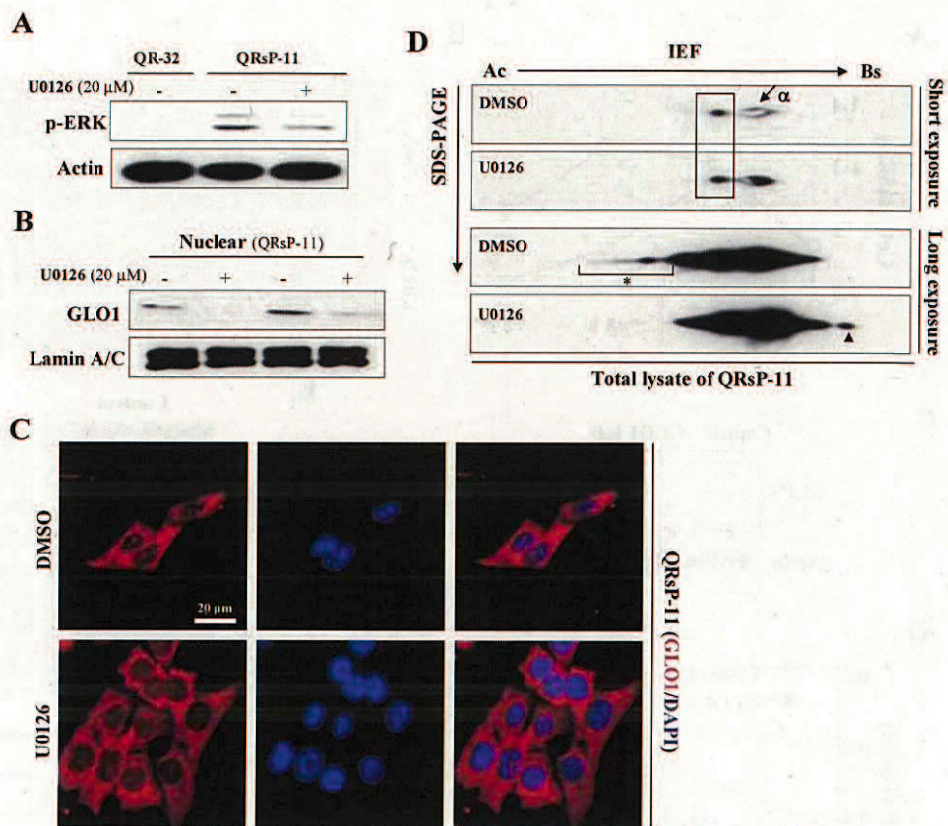 A
QR-32 QRsP-11
U0126 (20 µM) - - +
p-ERK
Actin
B
Nuclear (QRsP-11)
U0126 (20 µM) - + - +
GLO1
Lamin A/C
C
DMSO
20 µm
U0126
QRsP-11 (GLO1/DAPI)
D
IEF
Ac Bs
SDS-PAGE
DMSO
α
U0126
Short exposure
DMSO
*
U0126
Long exposure
Total lysate of QRsP-11